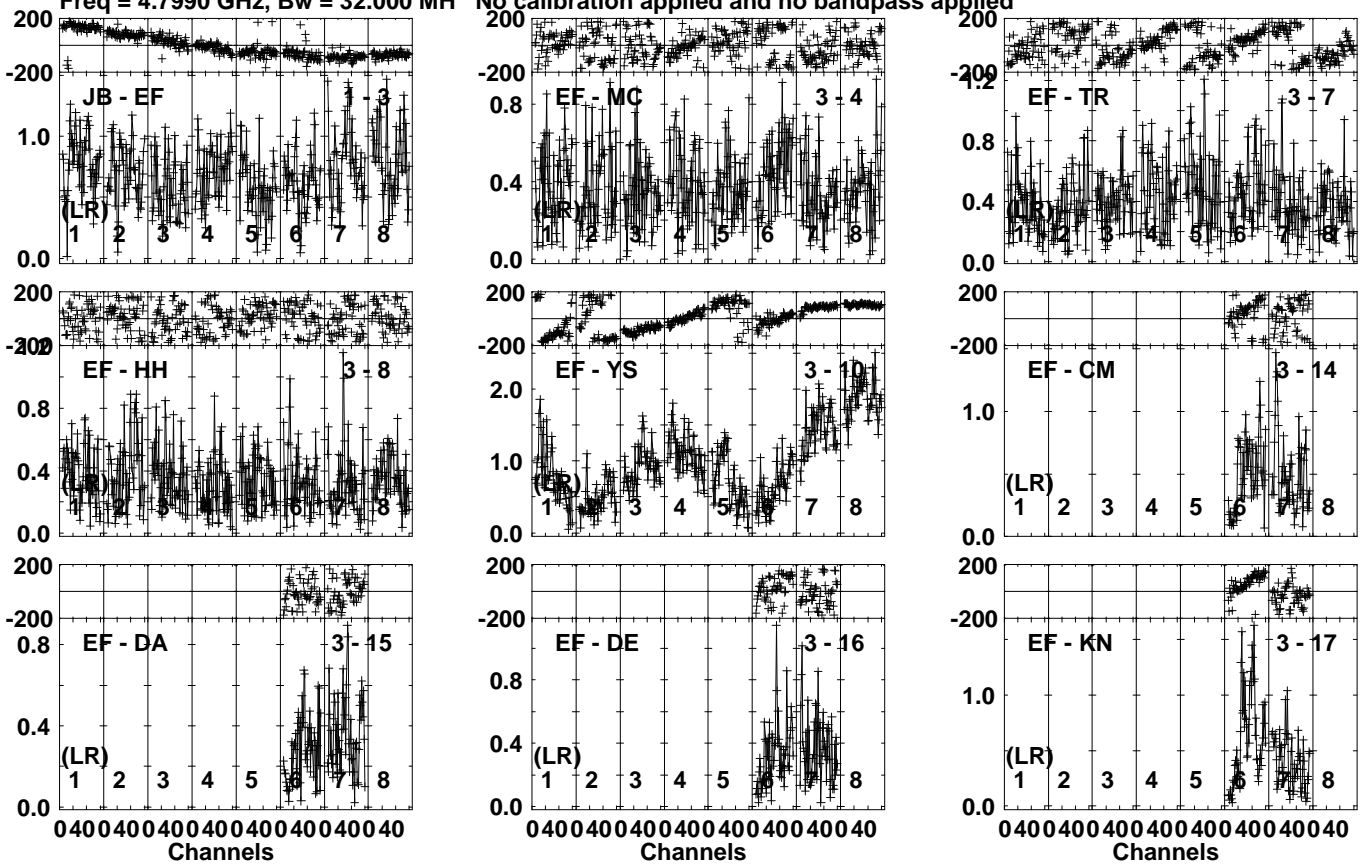 Freq = 4.7990 GHz, Bw = 32.000 MH No calibration applied and no bandpass applied
200
-200
JB - EF
1 - 3
1.0
(LR)
1 2 3 4 5 6 7 8
0.0
200
-200
EF - MC
3 - 4
0.8
0.4
(LR)
1 2 3 4 5 6 7 8
0.0
200
-200
1.2
EF - TR
3 - 7
0.8
0.4
(LR)
1 2 3 4 5 6 7 8
0.0
200
-200
1.2
EF - HH
3 - 8
0.8
0.4
(LR)
1 2 3 4 5 6 7 8
0.0
200
-200
EF - YS
3 - 10
2.0
1.0
(LR)
1 2 3 4 5 6 7 8
0.0
200
-200
EF - CM
3 - 14
1.0
(LR)
1 2 3 4 5 6 7 8
0.0
200
-200
EF - DA
3 - 15
0.8
0.4
(LR)
1 2 3 4 5 6 7 8
0.0
0 40 0 40 0 40 0 40 0 40 0 40 0 40 0 40
Channels
200
-200
EF - DE
3 - 16
0.8
0.4
(LR)
1 2 3 4 5 6 7 8
0.0
0 40 0 40 0 40 0 40 0 40 0 40 0 40 0 40
Channels
200
-200
EF - KN
3 - 17
1.0
(LR)
1 2 3 4 5 6 7 8
0.0
0 40 0 40 0 40 0 40 0 40 0 40 0 40 0 40
Channels